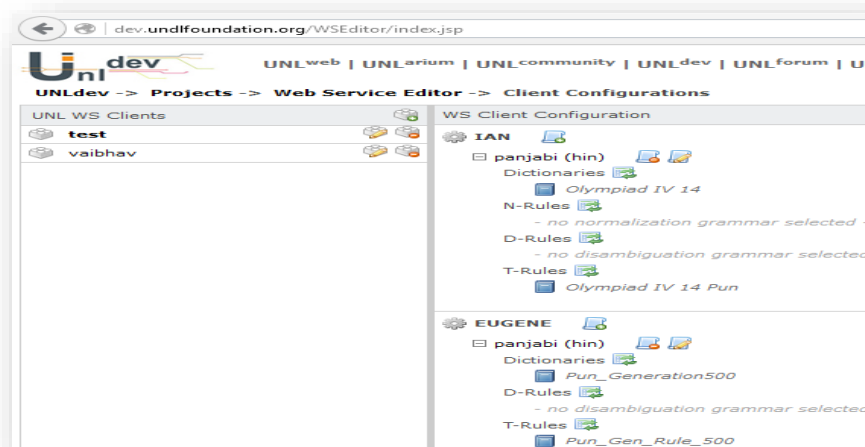 dev.undlfoundation.org/WSEditor/index.jsp
Unl dev
UNLweb | UNLarium | UNLcommunity | UNLdev | UNLforum | U
UNLdev -> Projects -> Web Service Editor -> Client Configurations
UNL WS Clients
test
vaibhav
WS Client Configuration
IAN
panjabi (hin)
Dictionaries
Olympiad IV 14
N-Rules
- no normalization grammar selected -
D-Rules
- no disambiguation grammar selected
T-Rules
Olympiad IV 14 Pun
EUGENE
panjabi (hin)
Dictionaries
Pun_Generation500
D-Rules
- no disambiguation grammar selected
T-Rules
Pun_Gen_Rule_500